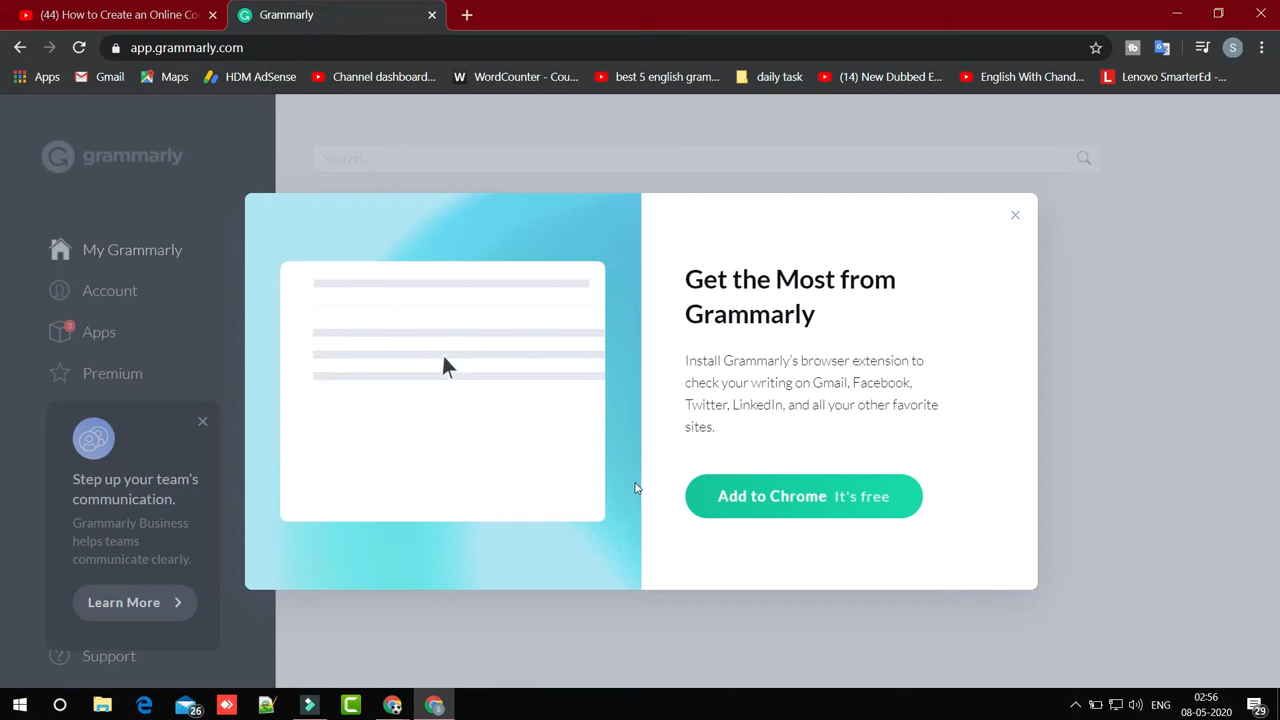 (44) How to Create an Online Co
Grammarly
app.grammarly.com
Apps
Gmail
Maps
HDM AdSense
Channel dashboard...
WordCounter - Cou...
best 5 english gram...
daily task
(14) New Dubbed E...
English With Chand...
Lenovo SmarterEd -...
grammarly
Search...
My Grammarly
Account
3
Apps
Premium
Step up your team's
communication.
Grammarly Business
helps teams
communicate clearly.
Learn More
Support
Get the Most from
Grammarly
Install Grammarly's browser extension to
check your writing on Gmail, Facebook,
Twitter, LinkedIn, and all your other favorite
sites.
Add to Chrome It's free
26
ENG
02:56
08-05-2020
29